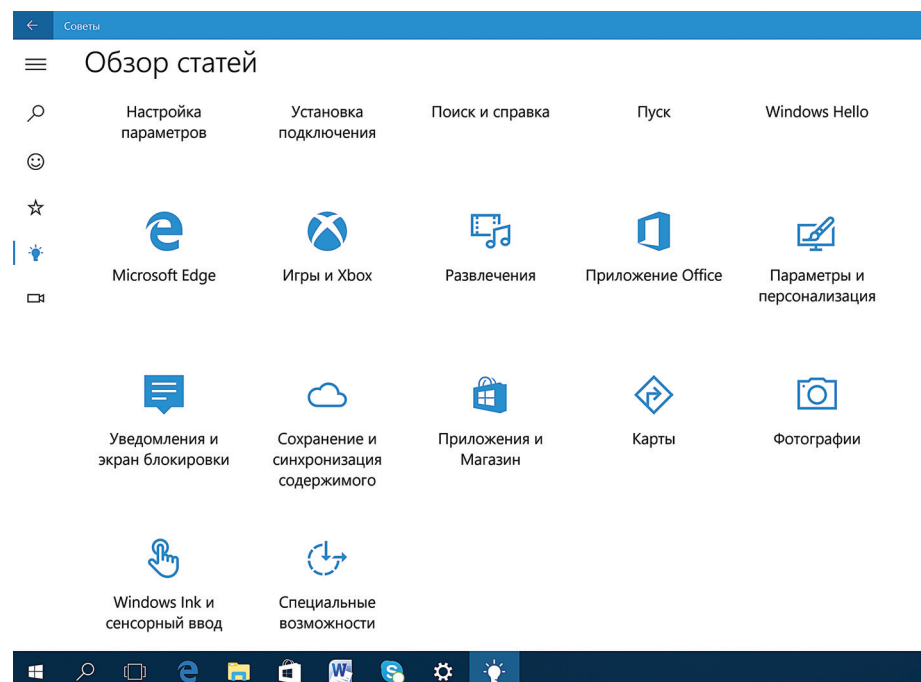 Советы
Обзор статей
Настройка
параметров
Установка
подключения
Поиск и справка
Пуск
Windows Hello
Microsoft Edge
Игры и Xbox
Развлечения
Приложение Office
Параметры и
персонализация
Уведомления и
экран блокировки
Сохранение и
синхронизация
содержимого
Приложения и
Магазин
Карты
Фотографии
Windows Ink и
сенсорный ввод
Специальные
возможности